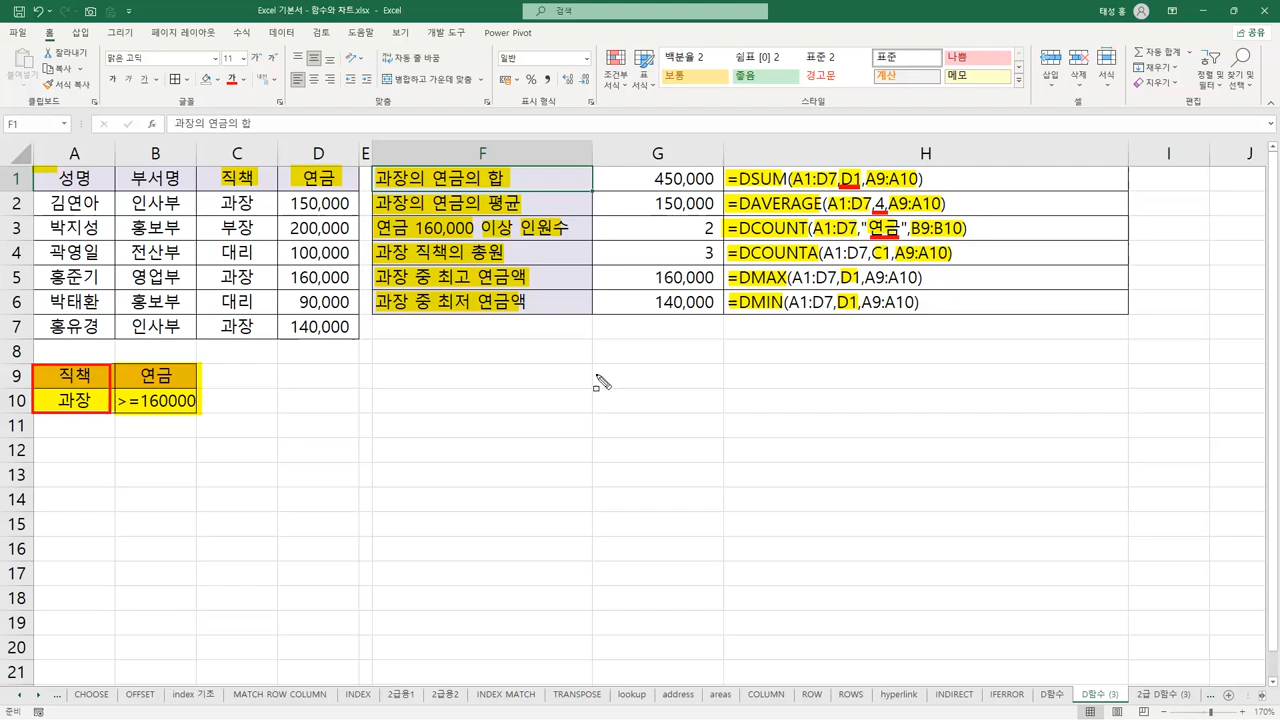 Excel 기본서 - 함수와 차트.xlsx - Excel
검색
태성 홍
파일 홈 삽입 그리기 페이지 레이아웃 수식 데이터 검토 도움말 보기 개발 도구 Power Pivot
공유
잘라내기
복사
서식 복사
붙여넣기
클립보드
맑은 고딕 11
가 가 가
글꼴
자동 줄 바꿈
병합하고 가운데 맞춤
맞춤
일반
표시 형식
조건부 서식
표 서식
백분율 2 쉼표 [0] 2 표준 2 표준 나쁨
보통 좋음 경고문 계산 메모
스타일
삽입 삭제 서식
셀
자동 합계
채우기
지우기
정렬 및 필터
찾기 및 선택
편집
F1 fx 과장의 연금의 합
A B C D E F G H I J
1 성명 부서명 직책 연금 과장의 연금의 합 450,000 =DSUM(A1:D7,D1,A9:A10)
2 김연아 인사부 과장 150,000 과장의 연금의 평균 150,000 =DAVERAGE(A1:D7,4,A9:A10)
3 박지성 홍보부 부장 200,000 연금 160,000 이상 인원수 2 =DCOUNT(A1:D7,"연금",B9:B10)
4 곽영일 전산부 대리 100,000 과장 직책의 총원 3 =DCOUNTA(A1:D7,C1,A9:A10)
5 홍준기 영업부 과장 160,000 과장 중 최고 연금액 160,000 =DMAX(A1:D7,D1,A9:A10)
6 박태환 홍보부 대리 90,000 과장 중 최저 연금액 140,000 =DMIN(A1:D7,D1,A9:A10)
7 홍유경 인사부 과장 140,000
8
9 직책 연금
10 과장 >=160000
11
12
13
14
15
16
17
18
19
20
21
... CHOOSE OFFSET index 기초 MATCH ROW COLUMN INDEX 2급용1 2급용2 INDEX MATCH TRANSPOSE lookup address areas COLUMN ROW ROWS hyperlink INDIRECT IFERROR D함수 D함수 (3) 2급 D함수 (3) ...
준비
170%